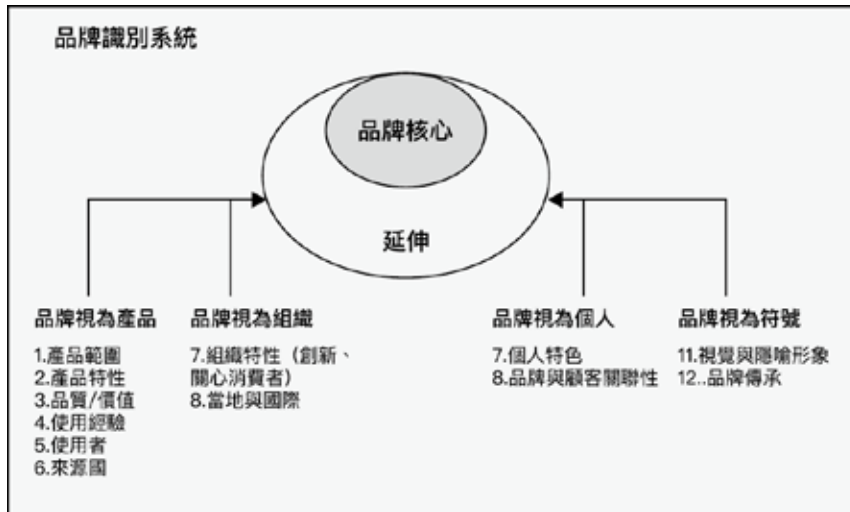 品牌識別系統
品牌核心
延伸
品牌視為產品
1.產品範圍
2.產品特性
3.品質/價值
4.使用經驗
5.使用者
6.來源國
品牌視為組織
7.組織特性（創新、
關心消費者）
8.當地與國際
品牌視為個人
7.個人特色
8.品牌與顧客關聯性
品牌視為符號
11.視覺與隱喻形象
12..品牌傳承